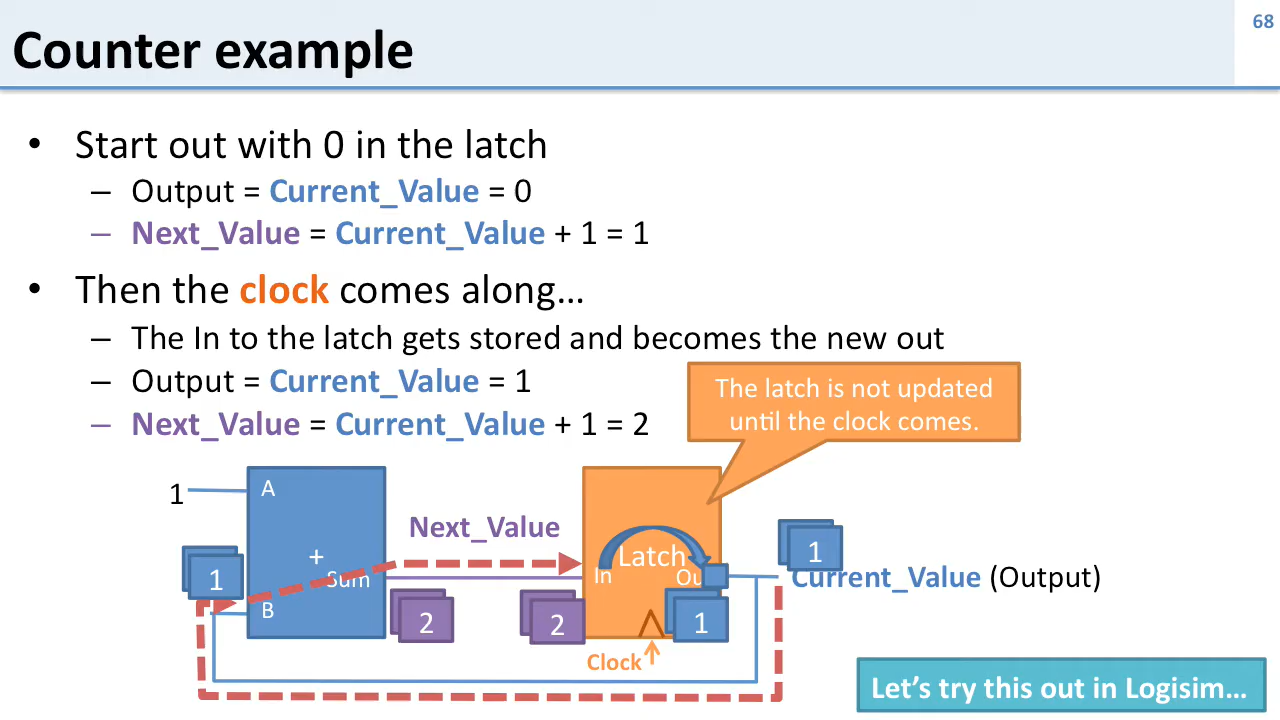 68
Counter example
• Start out with 0 in the latch
– Output = Current_Value = 0
– Next_Value = Current_Value + 1 = 1
• Then the clock comes along…
– The In to the latch gets stored and becomes the new out
– Output = Current_Value = 1
– Next_Value = Current_Value + 1 = 2
The latch is not updated
until the clock comes.
1
A
+
Sum
B
1
Next_Value
2
2
Latch
In
Ou
1
Clock
1
Current_Value (Output)
Let's try this out in Logisim…